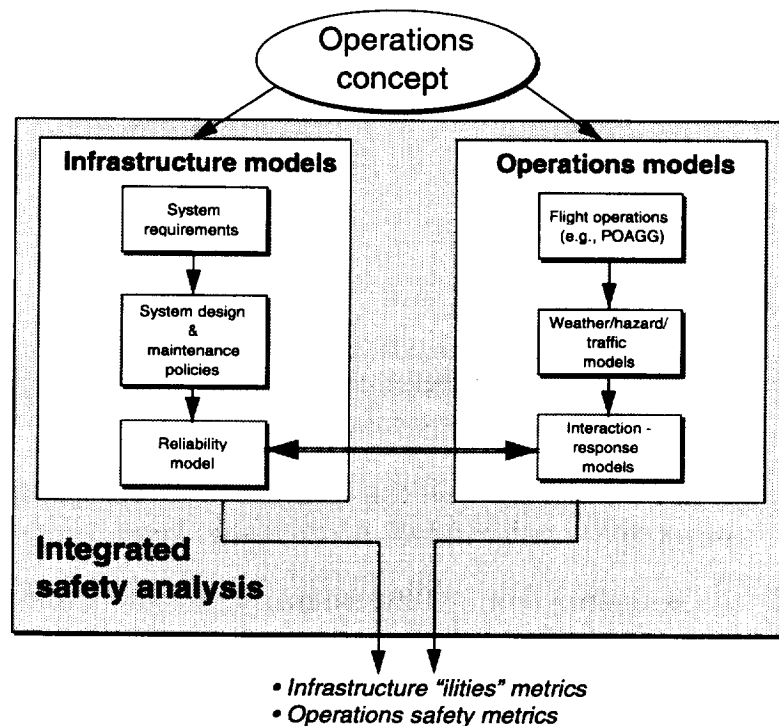 Operations
concept
Infrastructure models
System
requirements
System design
&
maintenance
policies
Reliability
model
Operations models
Flight operations
(e.g., POAGG)
Weather/hazard/
traffic
models
Interaction -
response
models
Integrated
safety analysis
• Infrastructure "ilities" metrics
• Operations safety metrics